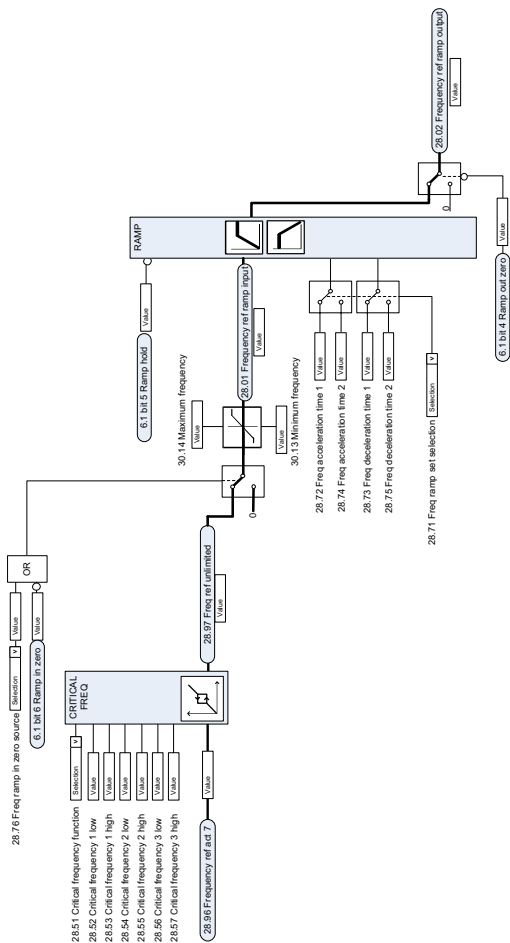 28.76 Freq ramp in zero source
Selection
v
Value
6.1 bit 6 Ramp in zero
Value
OR
28.51 Critical frequency function
Selection
v
28.52 Critical frequency 1 low
Value
28.53 Critical frequency 1 high
Value
28.54 Critical frequency 2 low
Value
28.55 Critical frequency 2 high
Value
28.56 Critical frequency 3 low
Value
28.57 Critical frequency 3 high
Value
CRITICAL
FREQ
28.96 Frequency ref act 7
Value
28.97 Freq ref unlimited
Value
0
30.14 Maximum frequency
Value
30.13 Minimum frequency
Value
28.01 Frequency ref ramp input
Value
6.1 bit 5 Ramp hold
Value
RAMP
28.72 Freq acceleration time 1
Value
28.74 Freq acceleration time 2
Value
28.73 Freq deceleration time 1
Value
28.75 Freq deceleration time 2
Value
28.71 Freq ramp set selection
Selection
v
0
28.02 Frequency ref ramp output
Value
6.1 bit 4 Ramp out zero
Value